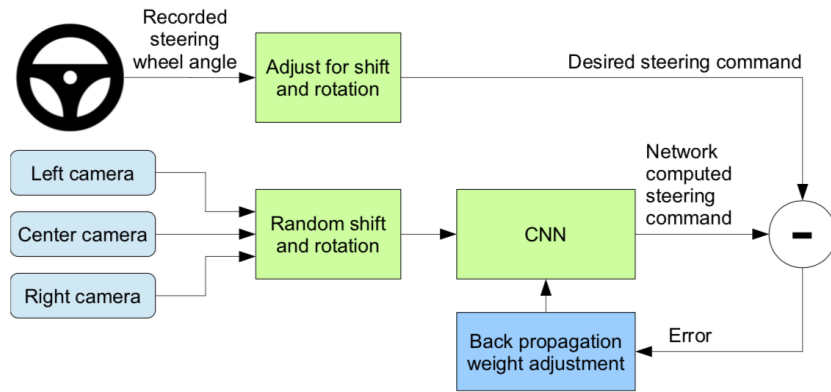 Recorded
steering
wheel angle
Adjust for shift
and rotation
Desired steering command
Left camera
Center camera
Right camera
Random shift
and rotation
CNN
Network
computed
steering
command
-
Back propagation
weight adjustment
Error